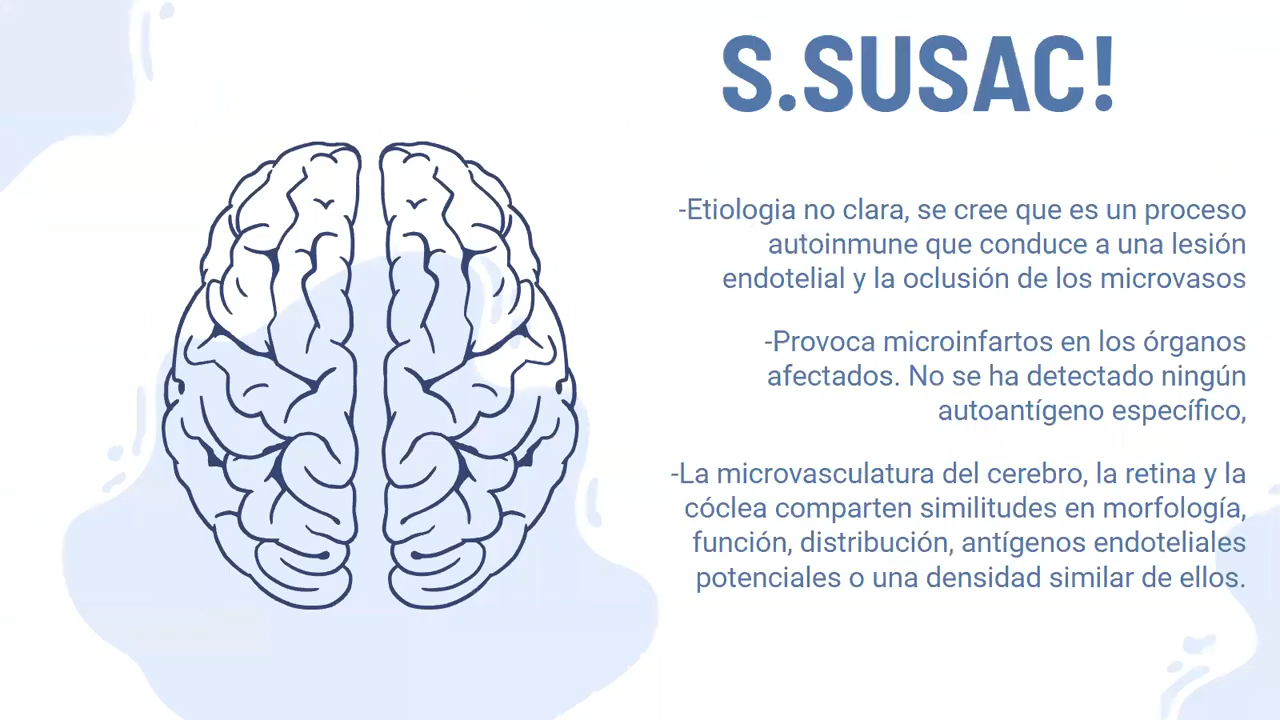 S.SUSAC!
-Etiologia no clara, se cree que es un proceso
autoinmune que conduce a una lesión
endotelial y la oclusión de los microvasos
-Provoca microinfartos en los órganos
afectados. No se ha detectado ningún
autoantígeno específico,
-La microvasculatura del cerebro, la retina y la
cóclea comparten similitudes en morfología,
función, distribución, antígenos endoteliales
potenciales o una densidad similar de ellos.